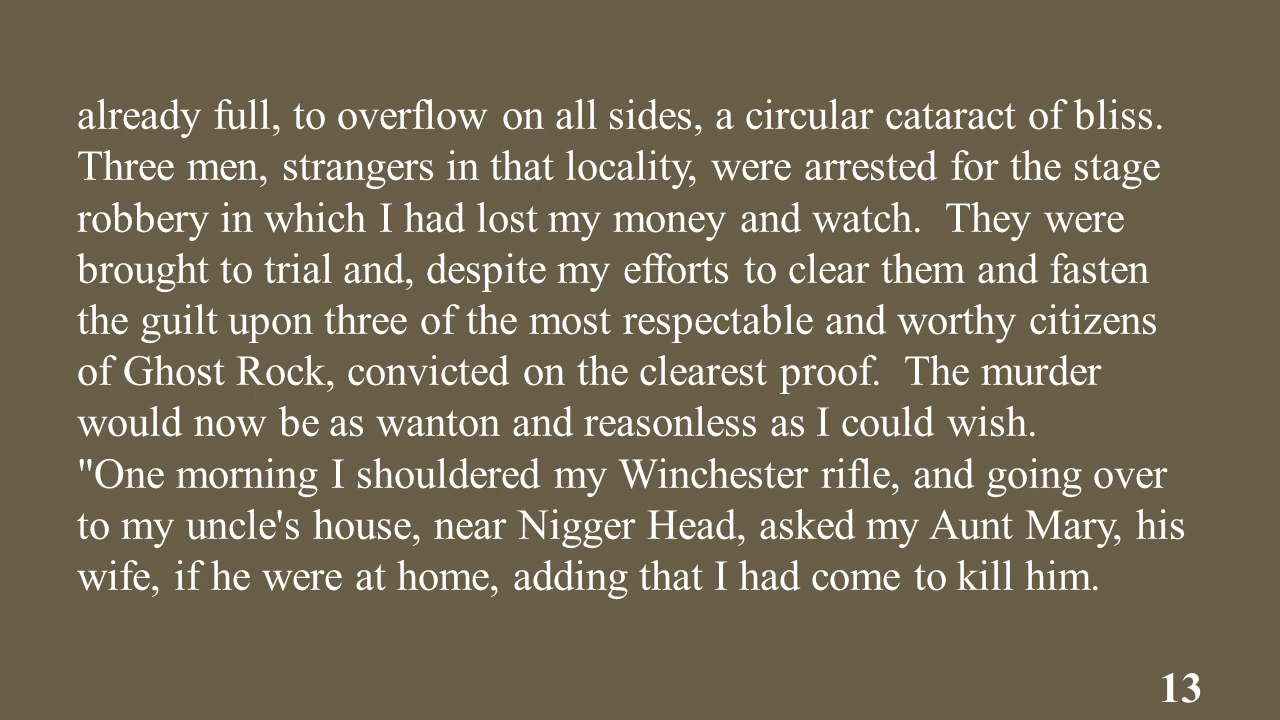 already full, to overflow on all sides, a circular cataract of bliss.
Three men, strangers in that locality, were arrested for the stage
robbery in which I had lost my money and watch.  They were
brought to trial and, despite my efforts to clear them and fasten
the guilt upon three of the most respectable and worthy citizens
of Ghost Rock, convicted on the clearest proof.  The murder
would now be as wanton and reasonless as I could wish.
"One morning I shouldered my Winchester rifle, and going over
to my uncle's house, near Nigger Head, asked my Aunt Mary, his
wife, if he were at home, adding that I had come to kill him.
13